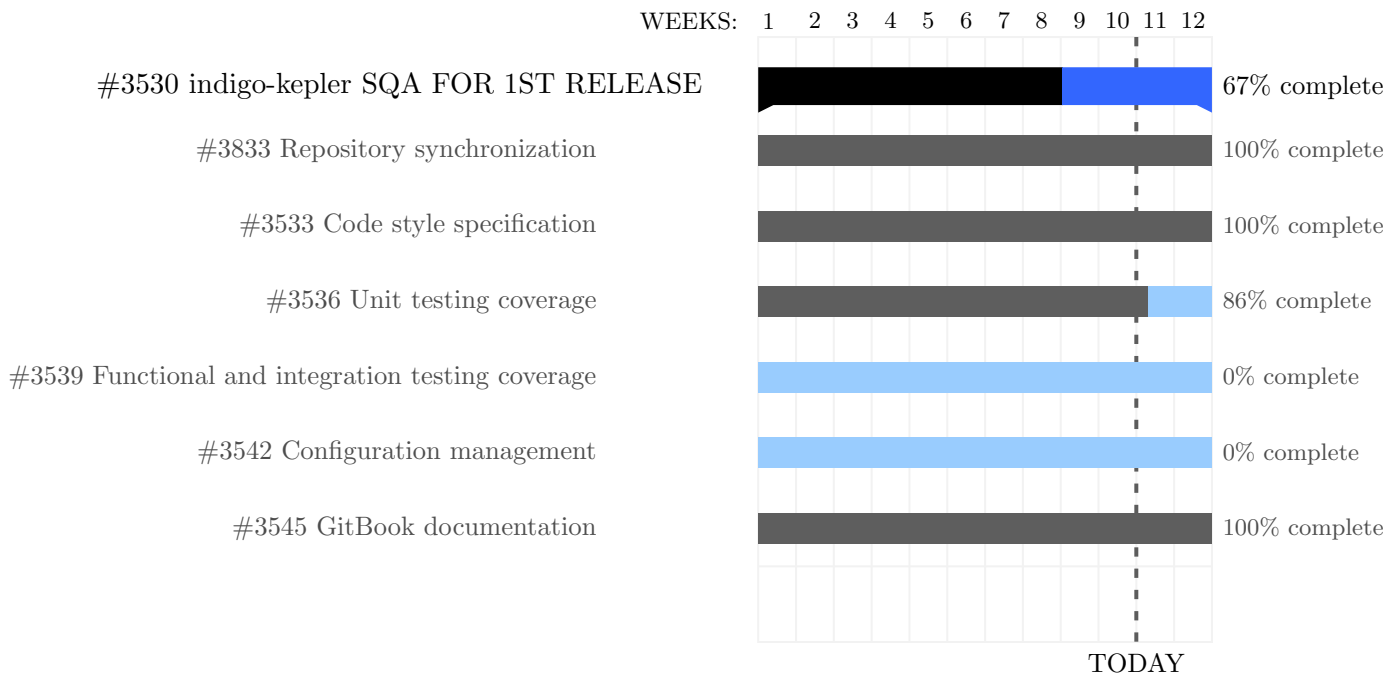 WEEKS: 1 2 3 4 5 6 7 8 9 10 11 12
#3530 indigo-kepler SQA FOR 1ST RELEASE 67% complete
#3833 Repository synchronization 100% complete
#3533 Code style specification 100% complete
#3536 Unit testing coverage 86% complete
#3539 Functional and integration testing coverage 0% complete
#3542 Configuration management 0% complete
#3545 GitBook documentation 100% complete
TODAY